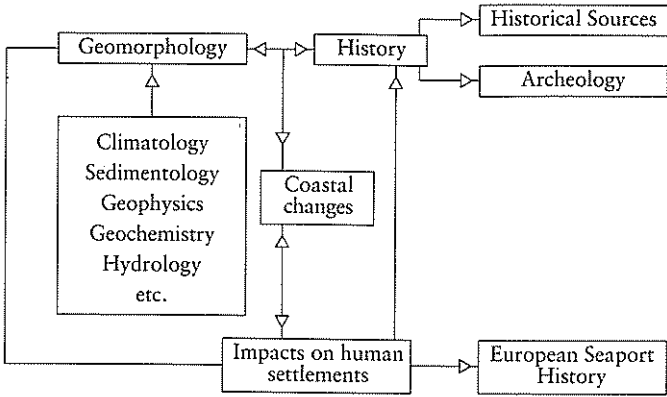 Geomorphology
History
Historical Sources
Archeology
Climatology
Sedimentology
Geophysics
Geochemistry
Hydrology
etc.
Coastal
changes
Impacts on human
settlements
European Seaport
History